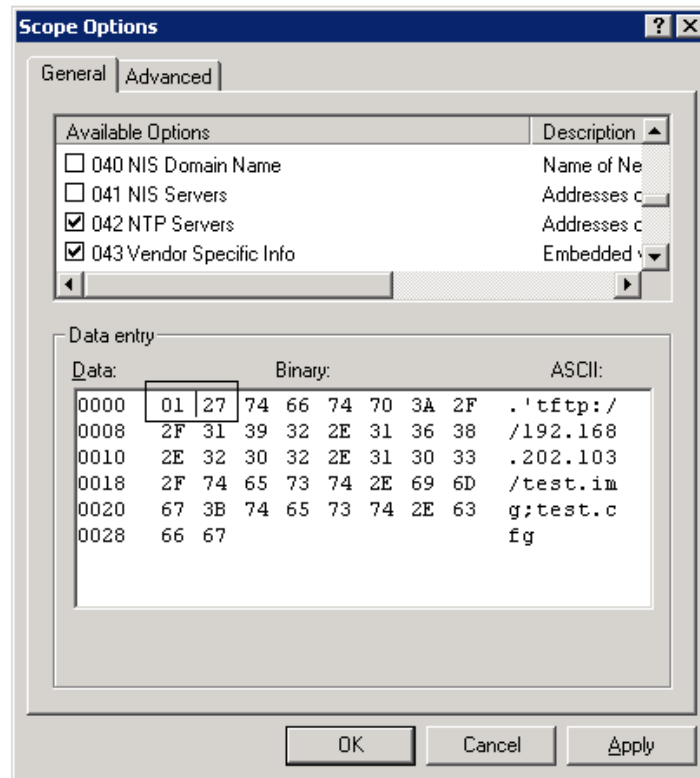 Scope Options
General Advanced
Available Options Description
040 NIS Domain Name Name of Ne
041 NIS Servers Addresses c
042 NTP Servers Addresses c
043 Vendor Specific Info Embedded
Data entry
Data: Binary: ASCII:
0000 01 27 74 66 74 70 3A 2F .'tftp:/
0008 2F 31 39 32 2E 31 36 38 /192.168
0010 2E 32 30 32 2E 31 30 33 .202.103
0018 2F 74 65 73 74 2E 69 6D /test.im
0020 67 3B 74 65 73 74 2E 63 g;test.c
0028 66 67 fg
OK Cancel Apply